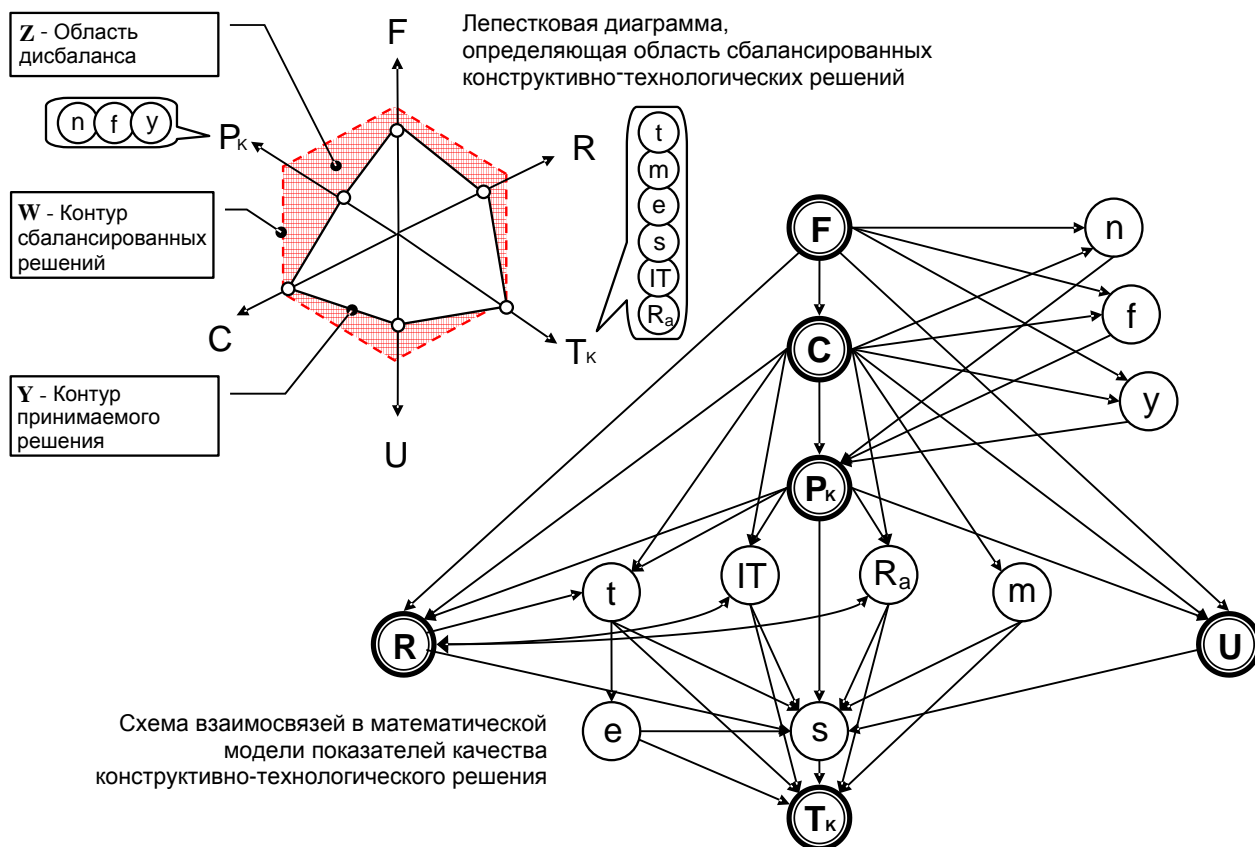 Z - Область
дисбаланса
F
Лепестковая диаграмма,
определяющая область сбалансированных
конструктивно-технологических решений
n f y
Pк
R
t
m
e
s
IT
Ra
W - Контур
сбалансированных
решений
C
Tк
Y - Контур
принимаемого
решения
U
F
n
f
C
y
Pк
t
IT
Ra
m
R
U
e
s
Tк
Схема взаимосвязей в математической
модели показателей качества
конструктивно-технологического решения